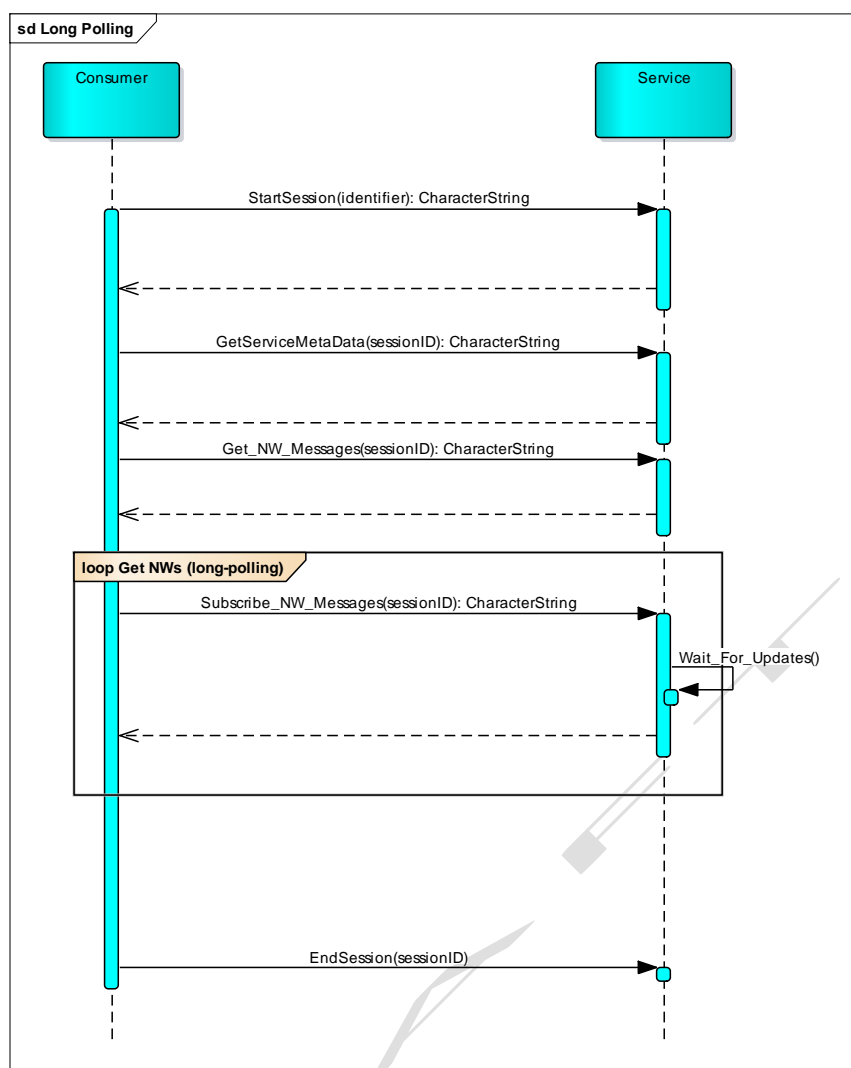 sd Long Polling
Consumer
Service
StartSession(identifier): CharacterString
GetServiceMetaData(sessionID): CharacterString
Get_NW_Messages(sessionID): CharacterString
loop Get NWs (long-polling)
Subscribe_NW_Messages(sessionID): CharacterString
Wait_For_Updates()
EndSession(sessionID)